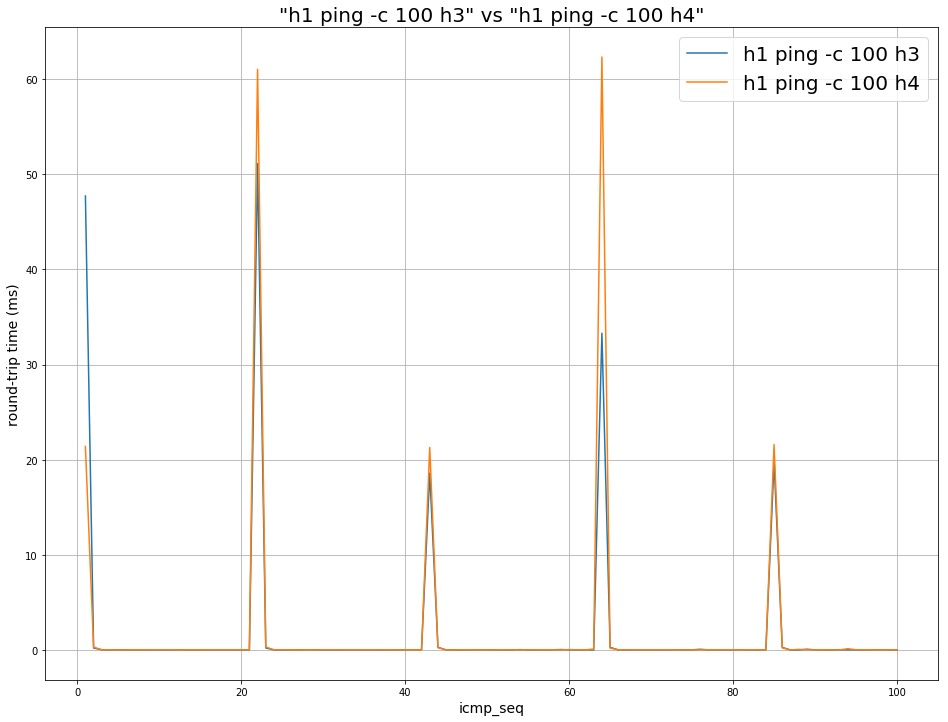 "h1 ping -c 100 h3" vs "h1 ping -c 100 h4"
h1 ping -c 100 h3
h1 ping -c 100 h4
round-trip time (ms)
60
50
40
30
20
10
0
0 20 40 60 80 100
icmp_seq